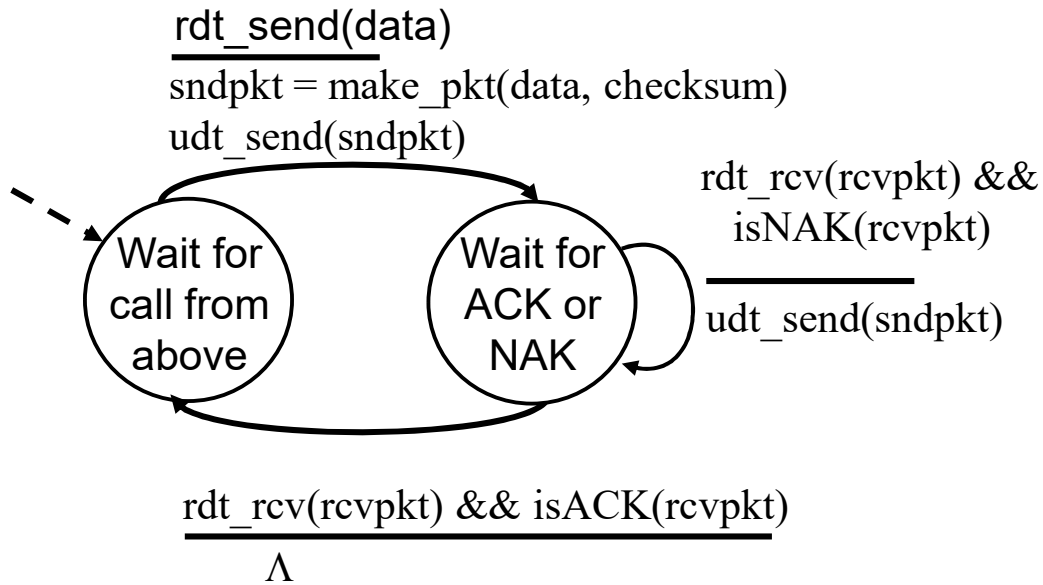 rdt_send(data)
sndpkt = make_pkt(data, checksum)
udt_send(sndpkt)
Wait for
call from
above
Wait for
ACK or
NAK
rdt_rcv(rcvpkt) &&
isNAK(rcvpkt)
udt_send(sndpkt)
rdt_rcv(rcvpkt) && isACK(rcvpkt)
Λ